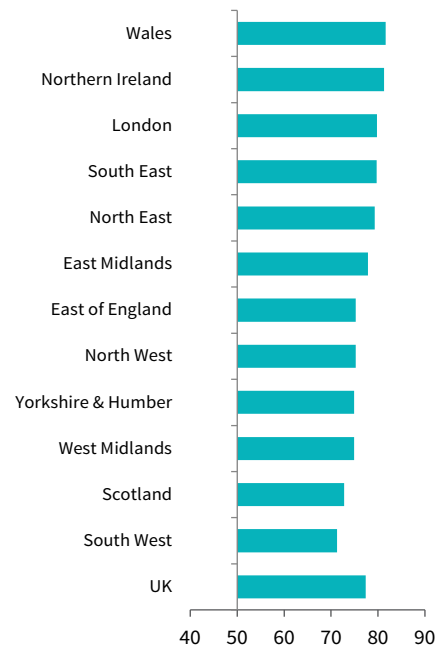 Wales
Northern Ireland
London
South East
North East
East Midlands
East of England
North West
Yorkshire & Humber
West Midlands
Scotland
South West
UK
40 50 60 70 80 90